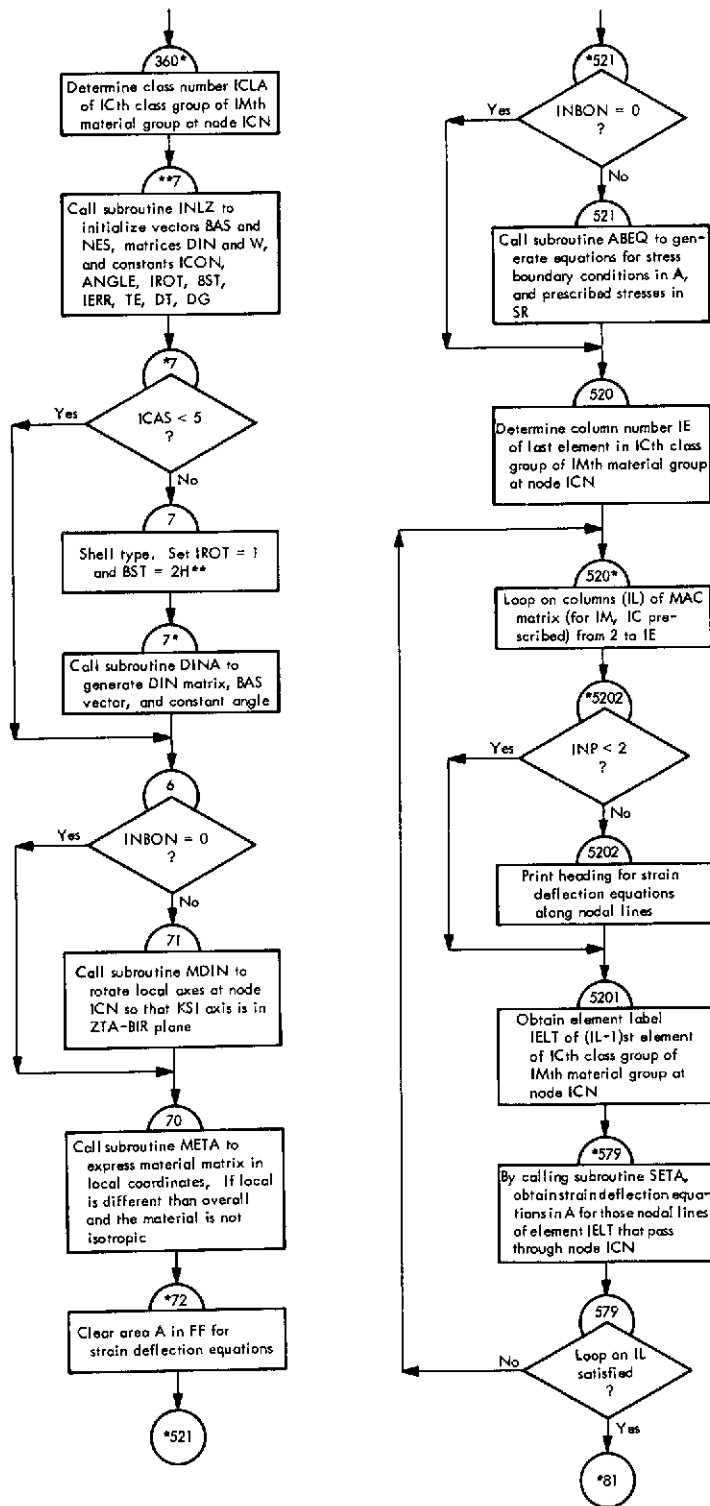 360*
Determine class number ICLA
of ICth class group of IMth
material group at node ICN
**7
Call subroutine INLZ to
initialize vectors BAS and
NES, matrices DIN and W,
and constants ICON,
ANGLE, IROT, BST,
IERR, TE, DT, DG
*7
ICAS < 5
?
Yes
No
7
Shell type. Set IROT = 1
and BST = 2H**
7*
Call subroutine DINA to
generate DIN matrix, BAS
vector, and constant angle
6
INBON = 0
?
Yes
No
71
Call subroutine MDIN to
rotate local axes at node
ICN so that KSI axis is in
ZTA-BIR plane
70
Call subroutine META to
express material matrix in
local coordinates, If local
is different than overall
and the material is not
isotropic
*72
Clear area A in FF for
strain deflection equations
*521
*521
INBON = 0
?
Yes
No
521
Call subroutine ABEQ to gen-
erate equations for stress
boundary conditions in A,
and prescribed stresses in
SR
520
Determine column number IE
of last element in ICth class
group of IMth material group
at node ICN
520*
Loop on columns (IL) of MAC
matrix (for IM, IC pre-
scribed) from 2 to IE
*5202
INP < 2
?
Yes
No
5202
Print heading for strain
deflection equations
along nodal lines
5201
Obtain element label
IELT of (IL-1)st element
of ICth class group of
IMth material group at
node ICN
*579
By calling subroutine SETA,
obtain strain deflection equa-
tions in A for those nodal lines
of element IELT that pass
through node ICN
579
Loop on IL
satisfied
?
No
Yes
*81